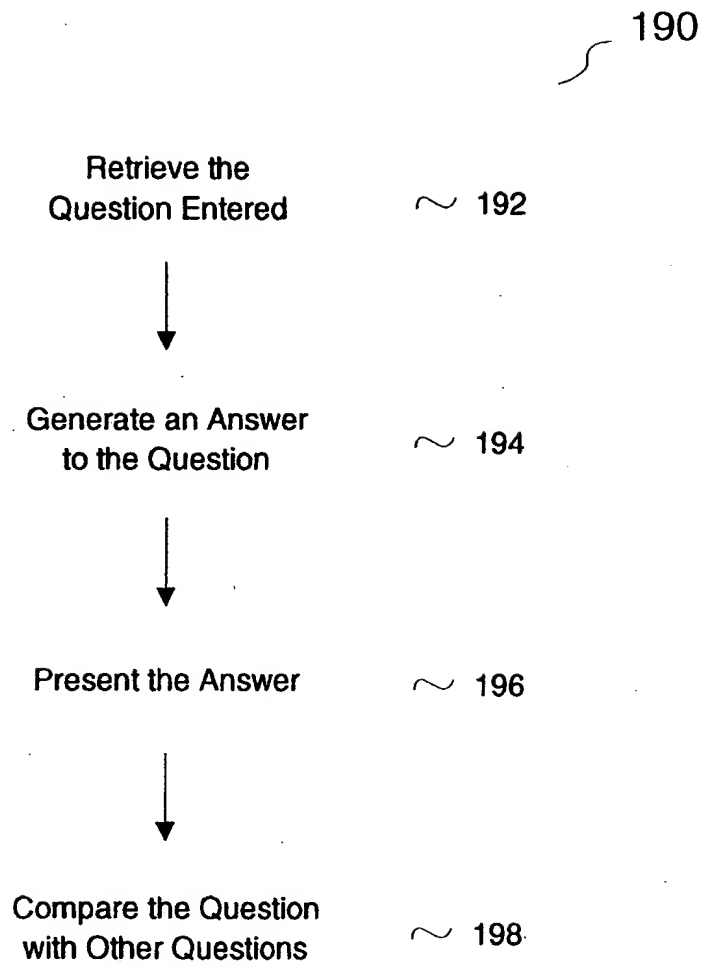 190
Retrieve the
Question Entered
192
Generate an Answer
to the Question
194
Present the Answer
196
Compare the Question
with Other Questions
198